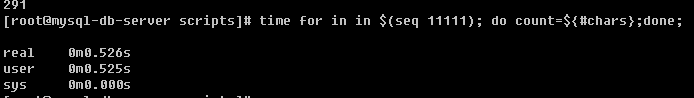 291
[root@mysql-db-server scripts]# time for in in $(seq 11111); do count=${#chars};done;
real 0m0.526s
user 0m0.525s
sys 0m0.000s